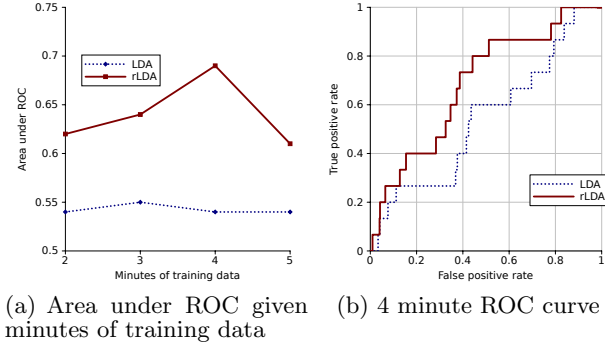 0.75
0.7
0.65
0.6
0.55
0.5
2
3
4
5
Area under ROC
Minutes of training data
LDA
rLDA
(a) Area under ROC given
minutes of training data
1
0.8
0.6
0.4
0.2
0
0
0.2
0.4
0.6
0.8
1
True positive rate
False positive rate
LDA
rLDA
(b) 4 minute ROC curve